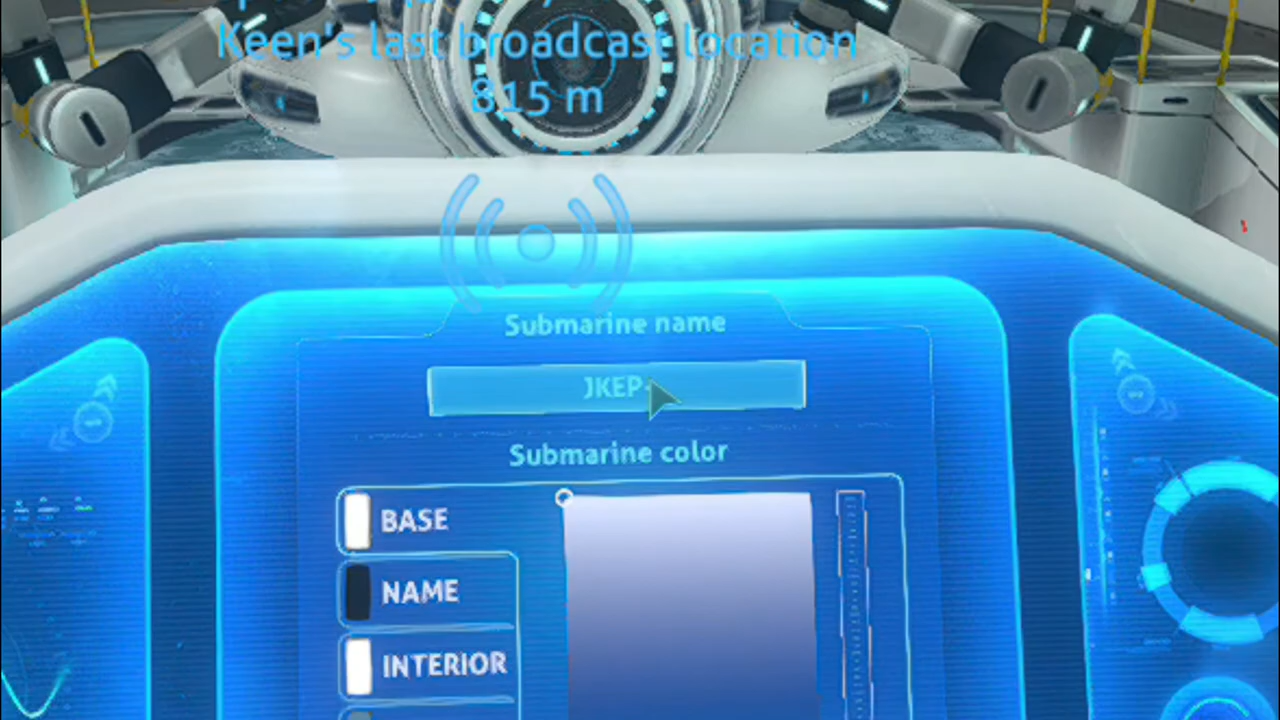 Keen's last broadcast location
815 m
Submarine name
JKEP
Submarine color
BASE
NAME
INTERIOR